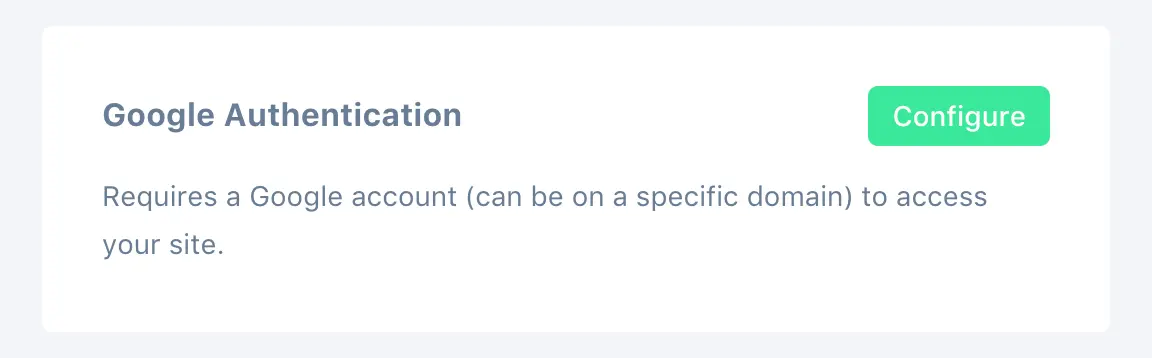 Google Authentication
Configure
Requires a Google account (can be on a specific domain) to access
your site.